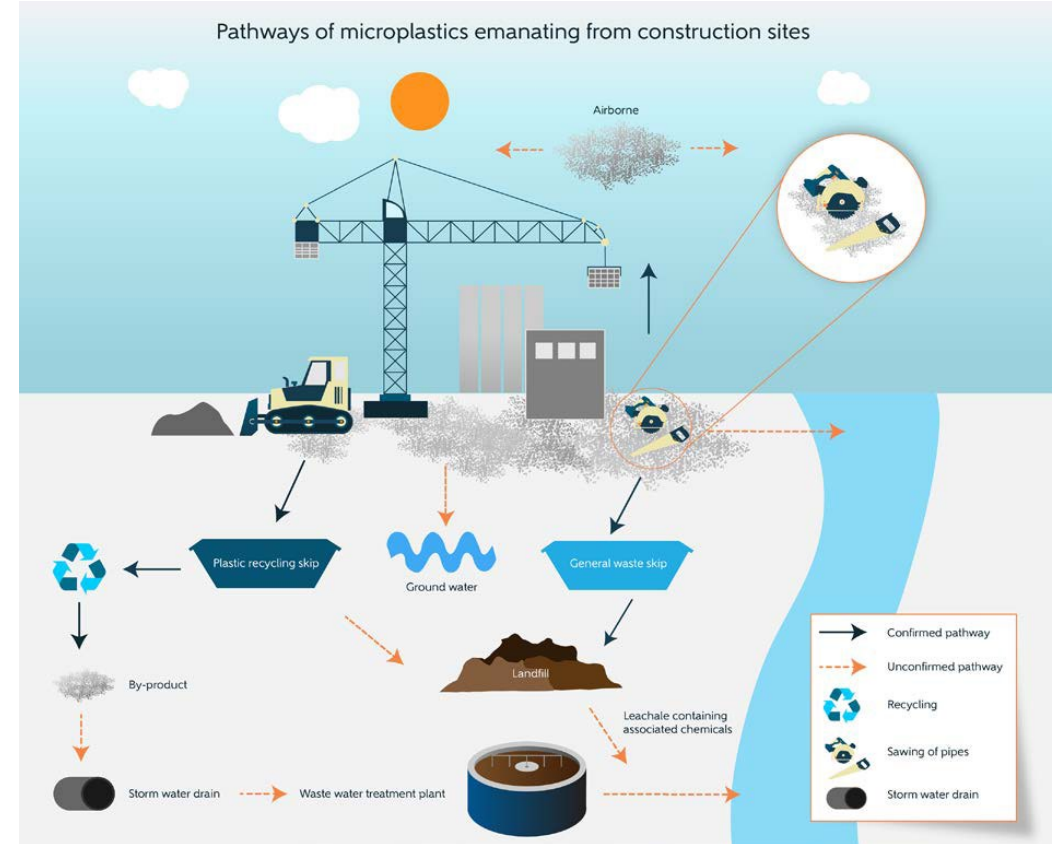 Pathways of microplastics emanating from construction sites
Airborne
Plastic recycling skip
Ground water
General waste skip
Landfill
By-product
Leachale containing
associated chemicals
Storm water drain
Waste water treatment plant
Confirmed pathway
Unconfirmed pathway
Recycling
Sawing of pipes
Storm water drain